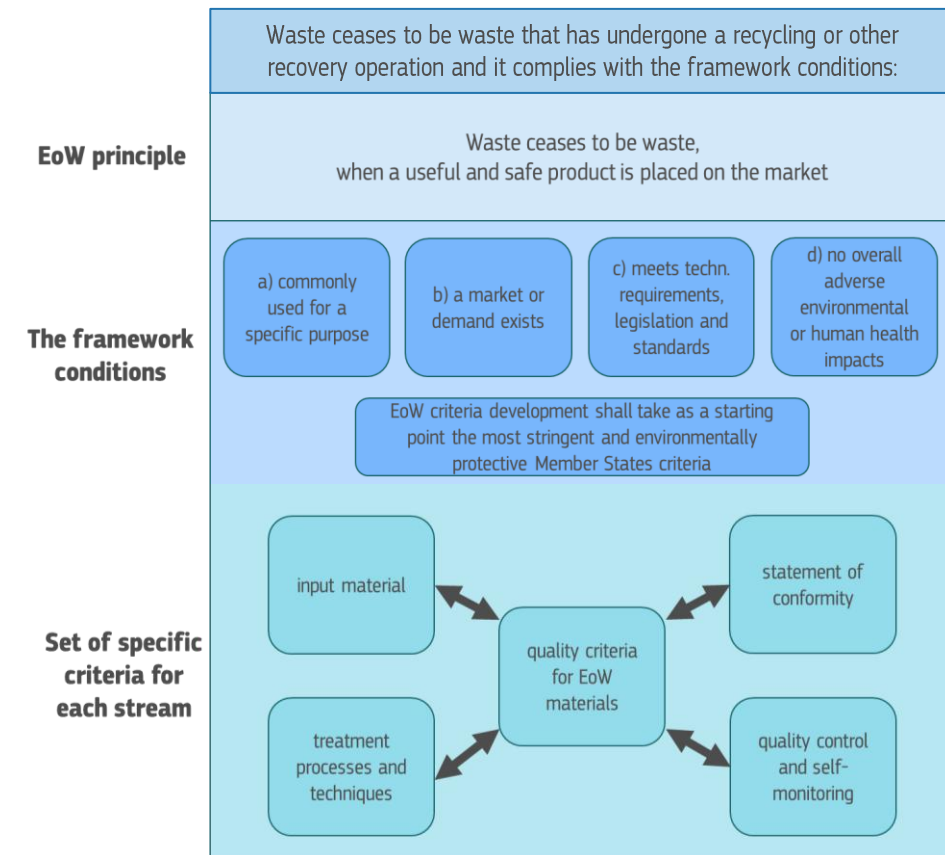 Waste ceases to be waste that has undergone a recycling or other
recovery operation and it complies with the framework conditions:
EoW principle
Waste ceases to be waste,
when a useful and safe product is placed on the market
The framework
conditions
a) commonly
used for a
specific purpose
b) a market or
demand exists
c) meets techn.
requirements,
legislation and
standards
d) no overall
adverse
environmental
or human health
impacts
EoW criteria development shall take as a starting
point the most stringent and environmentally
protective Member States criteria
Set of specific
criteria for
each stream
input material
statement of
conformity
quality criteria
for EoW
materials
treatment
processes and
techniques
quality control
and self-
monitoring